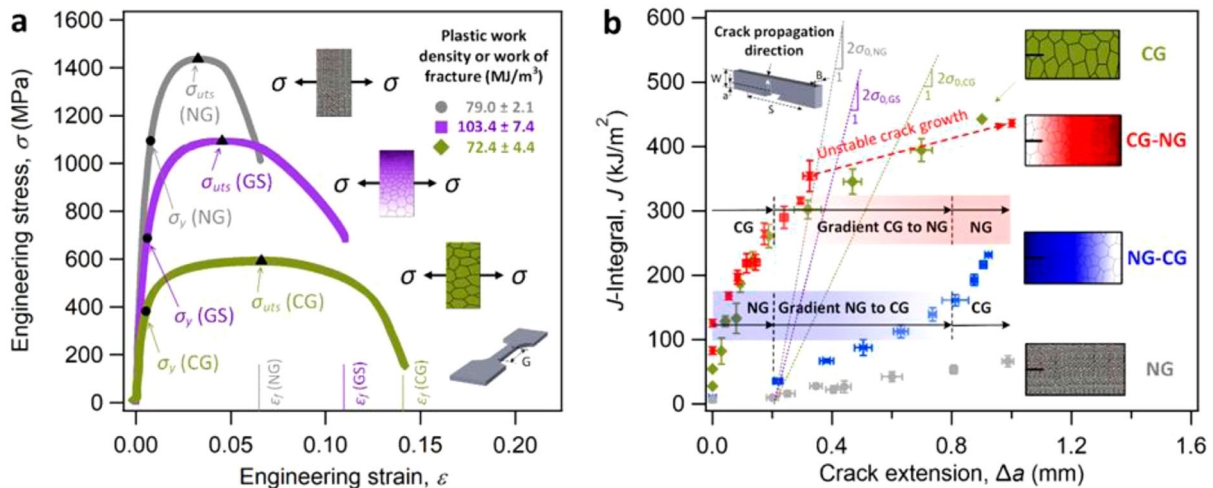 a
1600
1400
1200
1000
800
600
400
200
0
Engineering stress, σ (MPa)
0.00
0.05
0.10
0.15
0.20
Engineering strain, ε
σuts
(NG)
σuts (GS)
σy (NG)
σuts (CG)
σy (GS)
σy (CG)
σ
σ
σ
σ
σ
σ
Plastic work
density or work of
fracture (MJ/m³)
79.0 ± 2.1
103.4 ± 7.4
72.4 ± 4.4
εf (NG)
εf (GS)
εf (CG)
G
b
600
500
400
300
200
100
0
J-Integral, J (kJ/m²)
0.0
0.4
0.8
1.2
1.6
Crack extension, Δa (mm)
Crack propagation
direction
W
a
S
B
2σ0,NG
1
2σ0,GS
1
2σ0,CG
1
Unstable crack growth
CG
Gradient CG to NG
NG
NG
Gradient NG to CG
CG
CG
CG-NG
NG-CG
NG